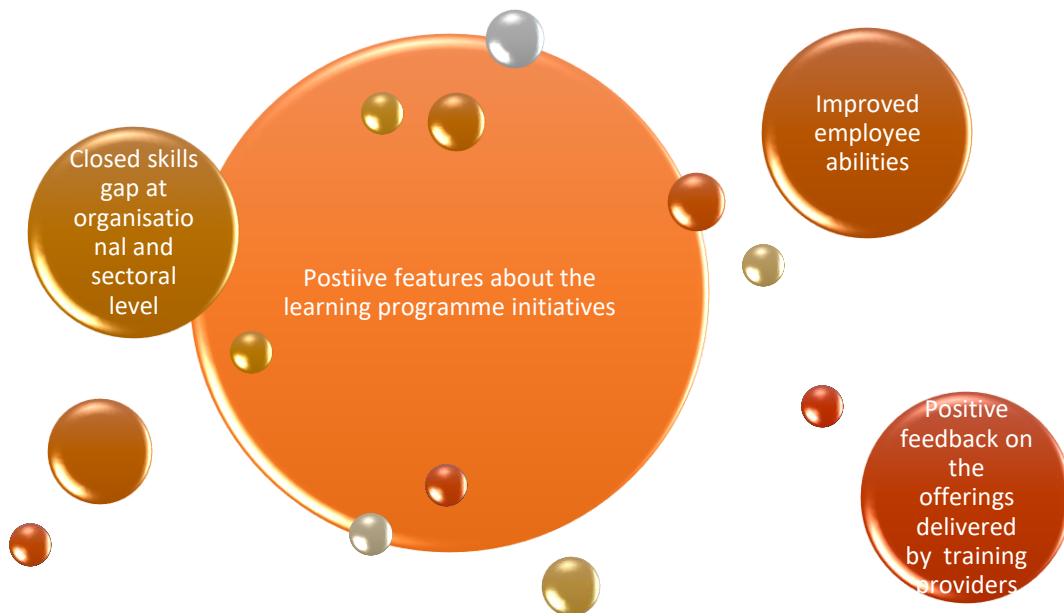 Closed skills
gap at
organisatio
nal and
sectoral
level
Postiive features about the
learning programme initiatives
Improved
employee
abilities
Positive
feedback on
the
offerings
delivered
by  training
providers